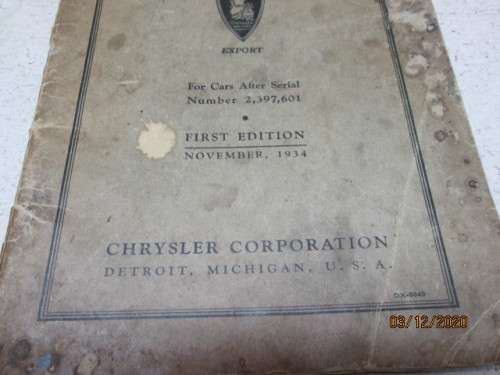 EXPORT
For Cars After Serial
Number 2,397,601
FIRST EDITION
NOVEMBER, 1934
CHRYSLER CORPORATION
DETROIT, MICHIGAN, U. S. A.
03/12/2020